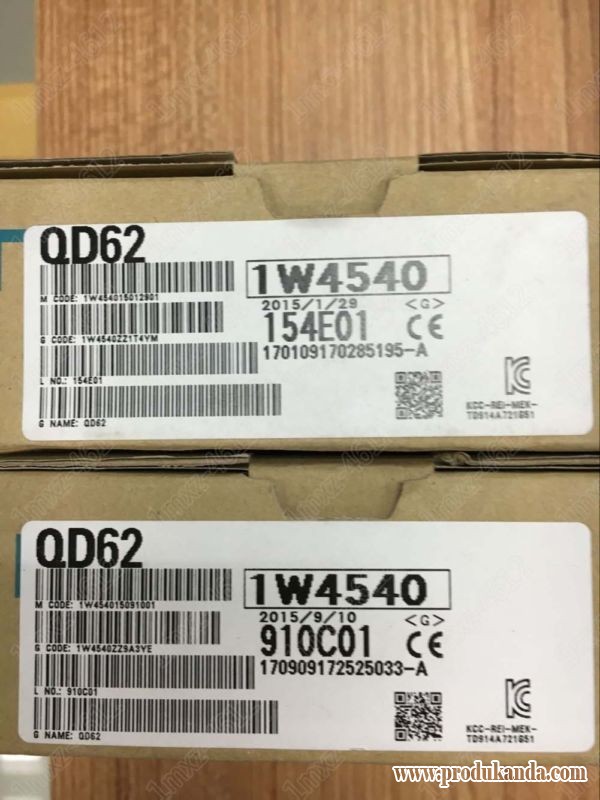 QD62
M CODE: 1W454015012901
G CODE: 1W4540ZZ1T4YM
L NO.: 154E01
G NAME: QD62
1W4540
2015/1/29 <G>
154E01 CE
170109170285195-A
KCC-REI-MEK-
TD914A721G51
QD62
M CODE: 1W454015091001
G CODE: 1W4540ZZ9A3YE
L NO.: 910C01
G NAME: QD62
1W4540
2015/9/10 <G>
910C01 CE
170909172525033-A
KCC-REI-MEK-
TD914A721G51
www.produkanda.com